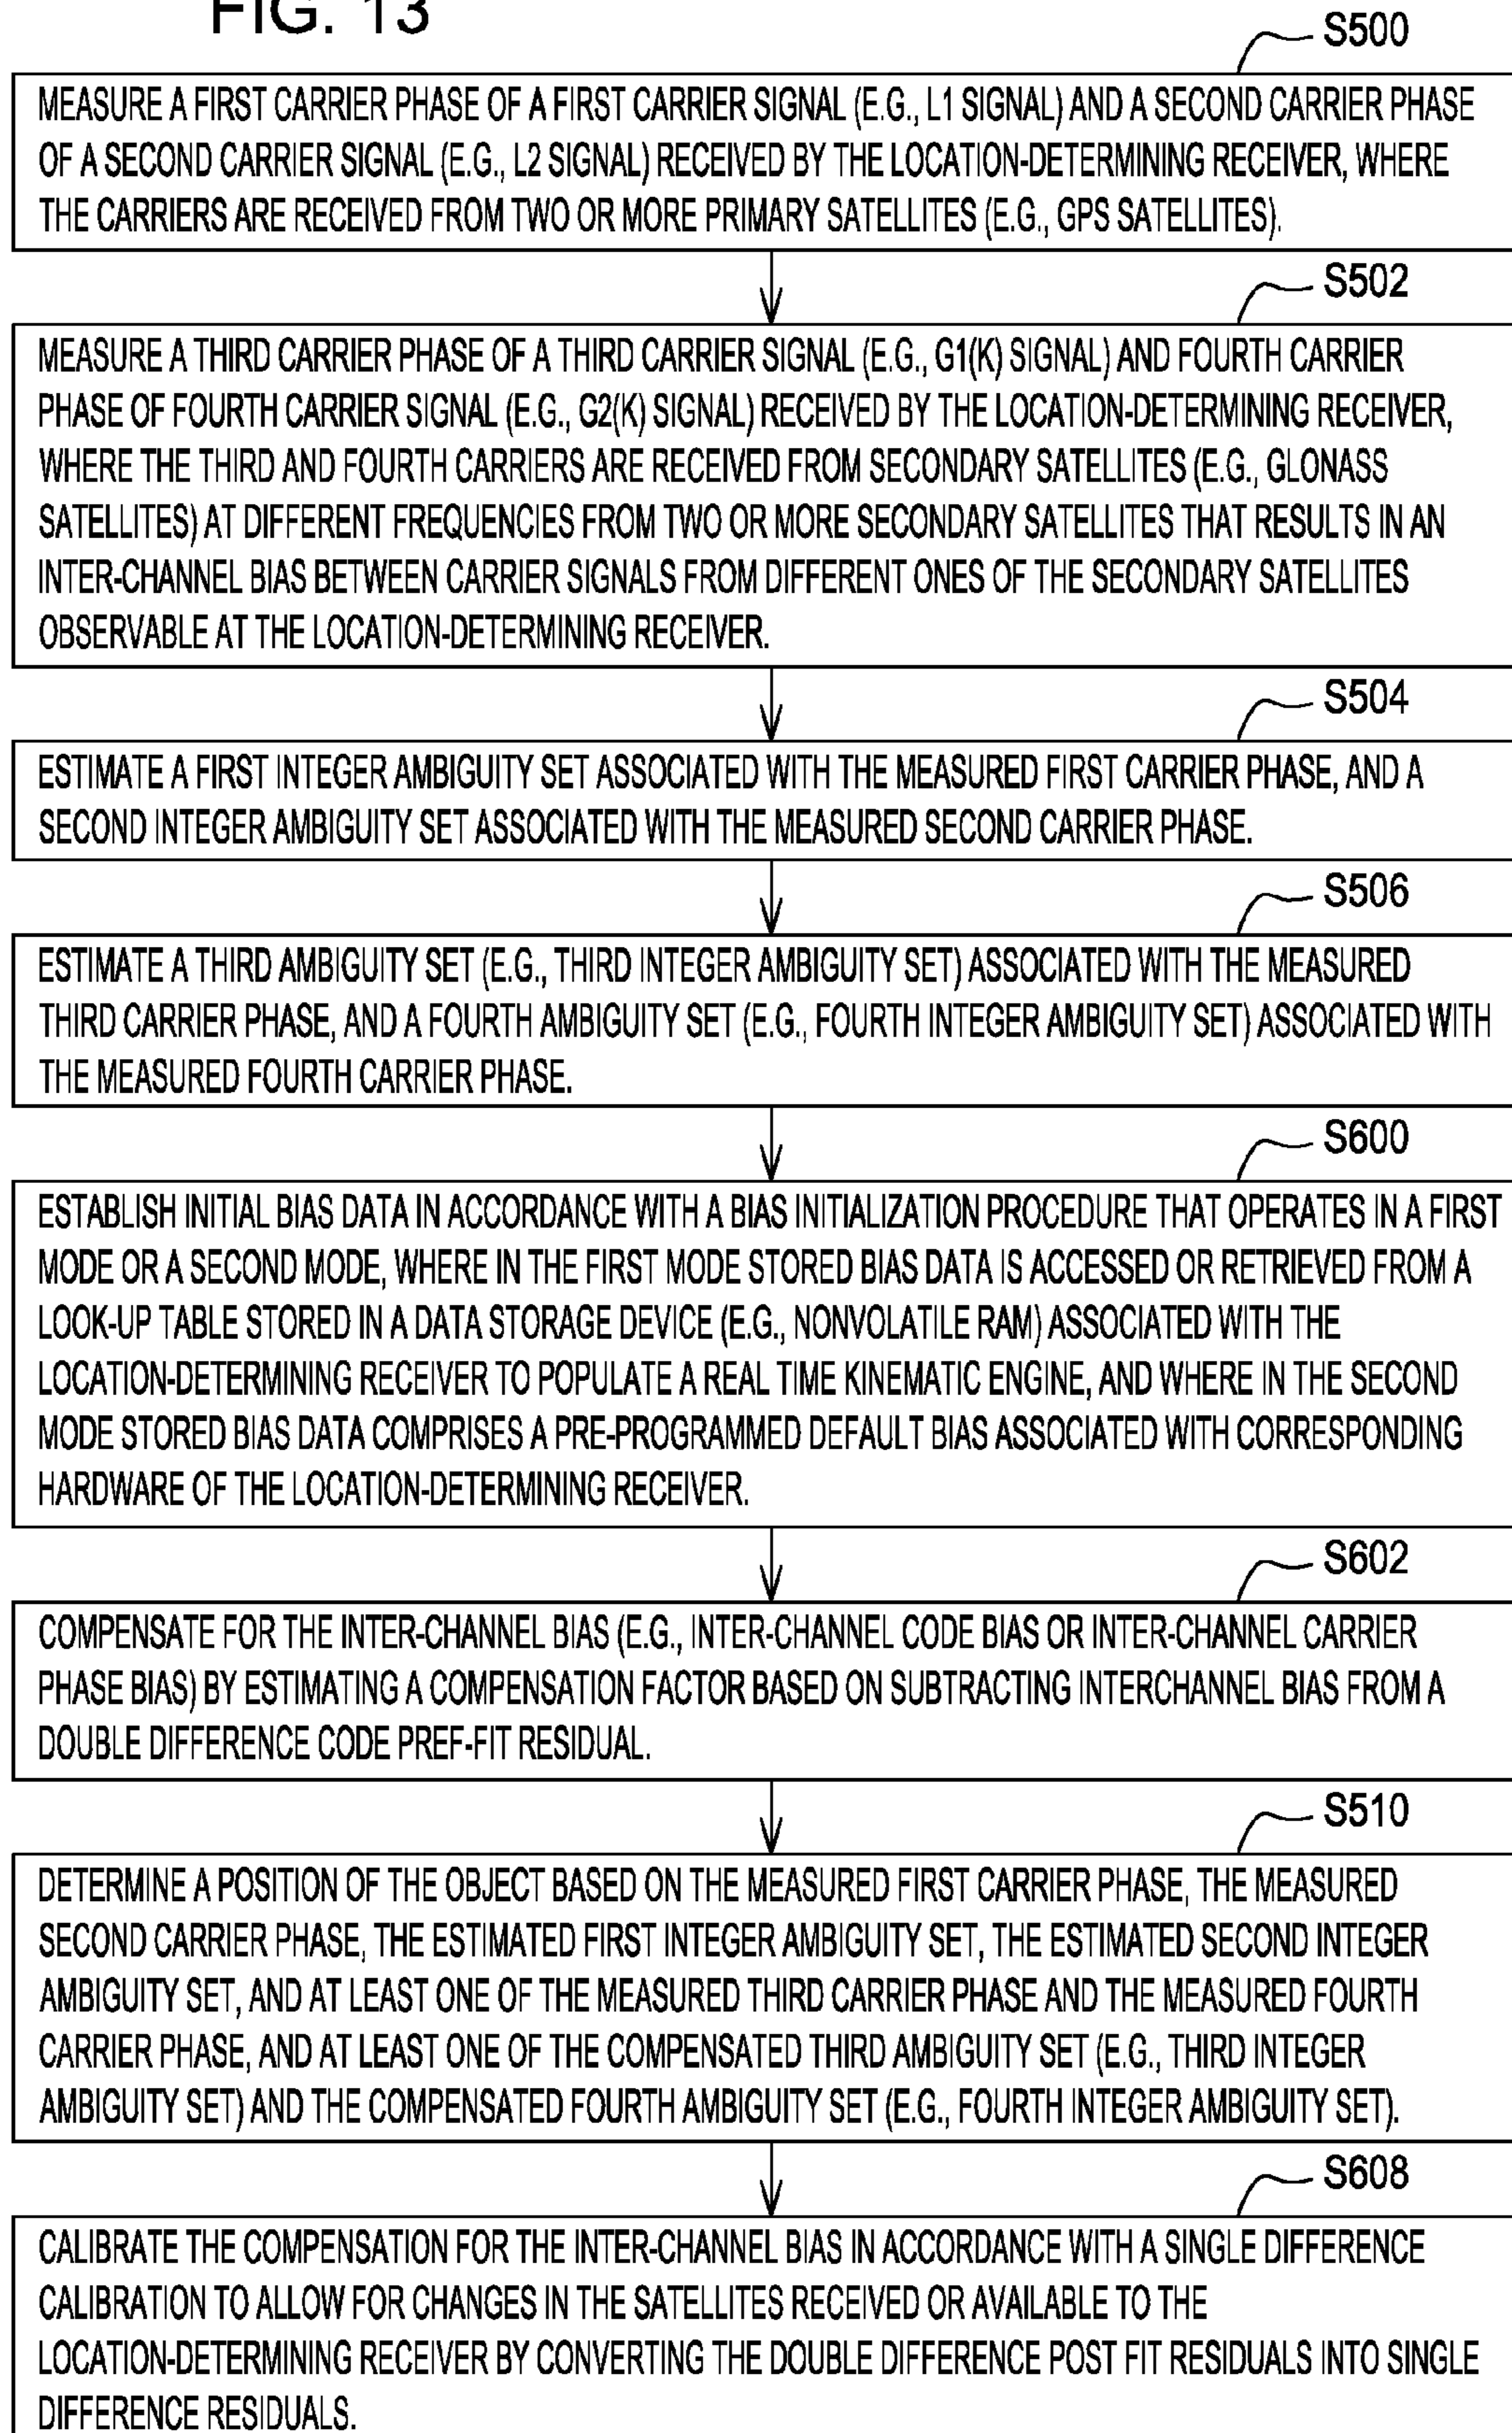 FIG. 13
S500
MEASURE A FIRST CARRIER PHASE OF A FIRST CARRIER SIGNAL (E.G., L1 SIGNAL) AND A SECOND CARRIER PHASE
OF A SECOND CARRIER SIGNAL (E.G., L2 SIGNAL) RECEIVED BY THE LOCATION-DETERMINING RECEIVER, WHERE
THE CARRIERS ARE RECEIVED FROM TWO OR MORE PRIMARY SATELLITES (E.G., GPS SATELLITES).
S502
MEASURE A THIRD CARRIER PHASE OF A THIRD CARRIER SIGNAL (E.G., G1(K) SIGNAL) AND FOURTH CARRIER
PHASE OF FOURTH CARRIER SIGNAL (E.G., G2(K) SIGNAL) RECEIVED BY THE LOCATION-DETERMINING RECEIVER,
WHERE THE THIRD AND FOURTH CARRIERS ARE RECEIVED FROM SECONDARY SATELLITES (E.G., GLONASS
SATELLITES) AT DIFFERENT FREQUENCIES FROM TWO OR MORE SECONDARY SATELLITES THAT RESULTS IN AN
INTER-CHANNEL BIAS BETWEEN CARRIER SIGNALS FROM DIFFERENT ONES OF THE SECONDARY SATELLITES
OBSERVABLE AT THE LOCATION-DETERMINING RECEIVER.
S504
ESTIMATE A FIRST INTEGER AMBIGUITY SET ASSOCIATED WITH THE MEASURED FIRST CARRIER PHASE, AND A
SECOND INTEGER AMBIGUITY SET ASSOCIATED WITH THE MEASURED SECOND CARRIER PHASE.
S506
ESTIMATE A THIRD AMBIGUITY SET (E.G., THIRD INTEGER AMBIGUITY SET) ASSOCIATED WITH THE MEASURED
THIRD CARRIER PHASE, AND A FOURTH AMBIGUITY SET (E.G., FOURTH INTEGER AMBIGUITY SET) ASSOCIATED WITH
THE MEASURED FOURTH CARRIER PHASE.
S600
ESTABLISH INITIAL BIAS DATA IN ACCORDANCE WITH A BIAS INITIALIZATION PROCEDURE THAT OPERATES IN A FIRST
MODE OR A SECOND MODE, WHERE IN THE FIRST MODE STORED BIAS DATA IS ACCESSED OR RETRIEVED FROM A
LOOK-UP TABLE STORED IN A DATA STORAGE DEVICE (E.G., NONVOLATILE RAM) ASSOCIATED WITH THE
LOCATION-DETERMINING RECEIVER TO POPULATE A REAL TIME KINEMATIC ENGINE, AND WHERE IN THE SECOND
MODE STORED BIAS DATA COMPRISES A PRE-PROGRAMMED DEFAULT BIAS ASSOCIATED WITH CORRESPONDING
HARDWARE OF THE LOCATION-DETERMINING RECEIVER.
S602
COMPENSATE FOR THE INTER-CHANNEL BIAS (E.G., INTER-CHANNEL CODE BIAS OR INTER-CHANNEL CARRIER
PHASE BIAS) BY ESTIMATING A COMPENSATION FACTOR BASED ON SUBTRACTING INTERCHANNEL BIAS FROM A
DOUBLE DIFFERENCE CODE PREF-FIT RESIDUAL.
S510
DETERMINE A POSITION OF THE OBJECT BASED ON THE MEASURED FIRST CARRIER PHASE, THE MEASURED
SECOND CARRIER PHASE, THE ESTIMATED FIRST INTEGER AMBIGUITY SET, THE ESTIMATED SECOND INTEGER
AMBIGUITY SET, AND AT LEAST ONE OF THE MEASURED THIRD CARRIER PHASE AND THE MEASURED FOURTH
CARRIER PHASE, AND AT LEAST ONE OF THE COMPENSATED THIRD AMBIGUITY SET (E.G., THIRD INTEGER
AMBIGUITY SET) AND THE COMPENSATED FOURTH AMBIGUITY SET (E.G., FOURTH INTEGER AMBIGUITY SET).
S608
CALIBRATE THE COMPENSATION FOR THE INTER-CHANNEL BIAS IN ACCORDANCE WITH A SINGLE DIFFERENCE
CALIBRATION TO ALLOW FOR CHANGES IN THE SATELLITES RECEIVED OR AVAILABLE TO THE
LOCATION-DETERMINING RECEIVER BY CONVERTING THE DOUBLE DIFFERENCE POST FIT RESIDUALS INTO SINGLE
DIFFERENCE RESIDUALS.